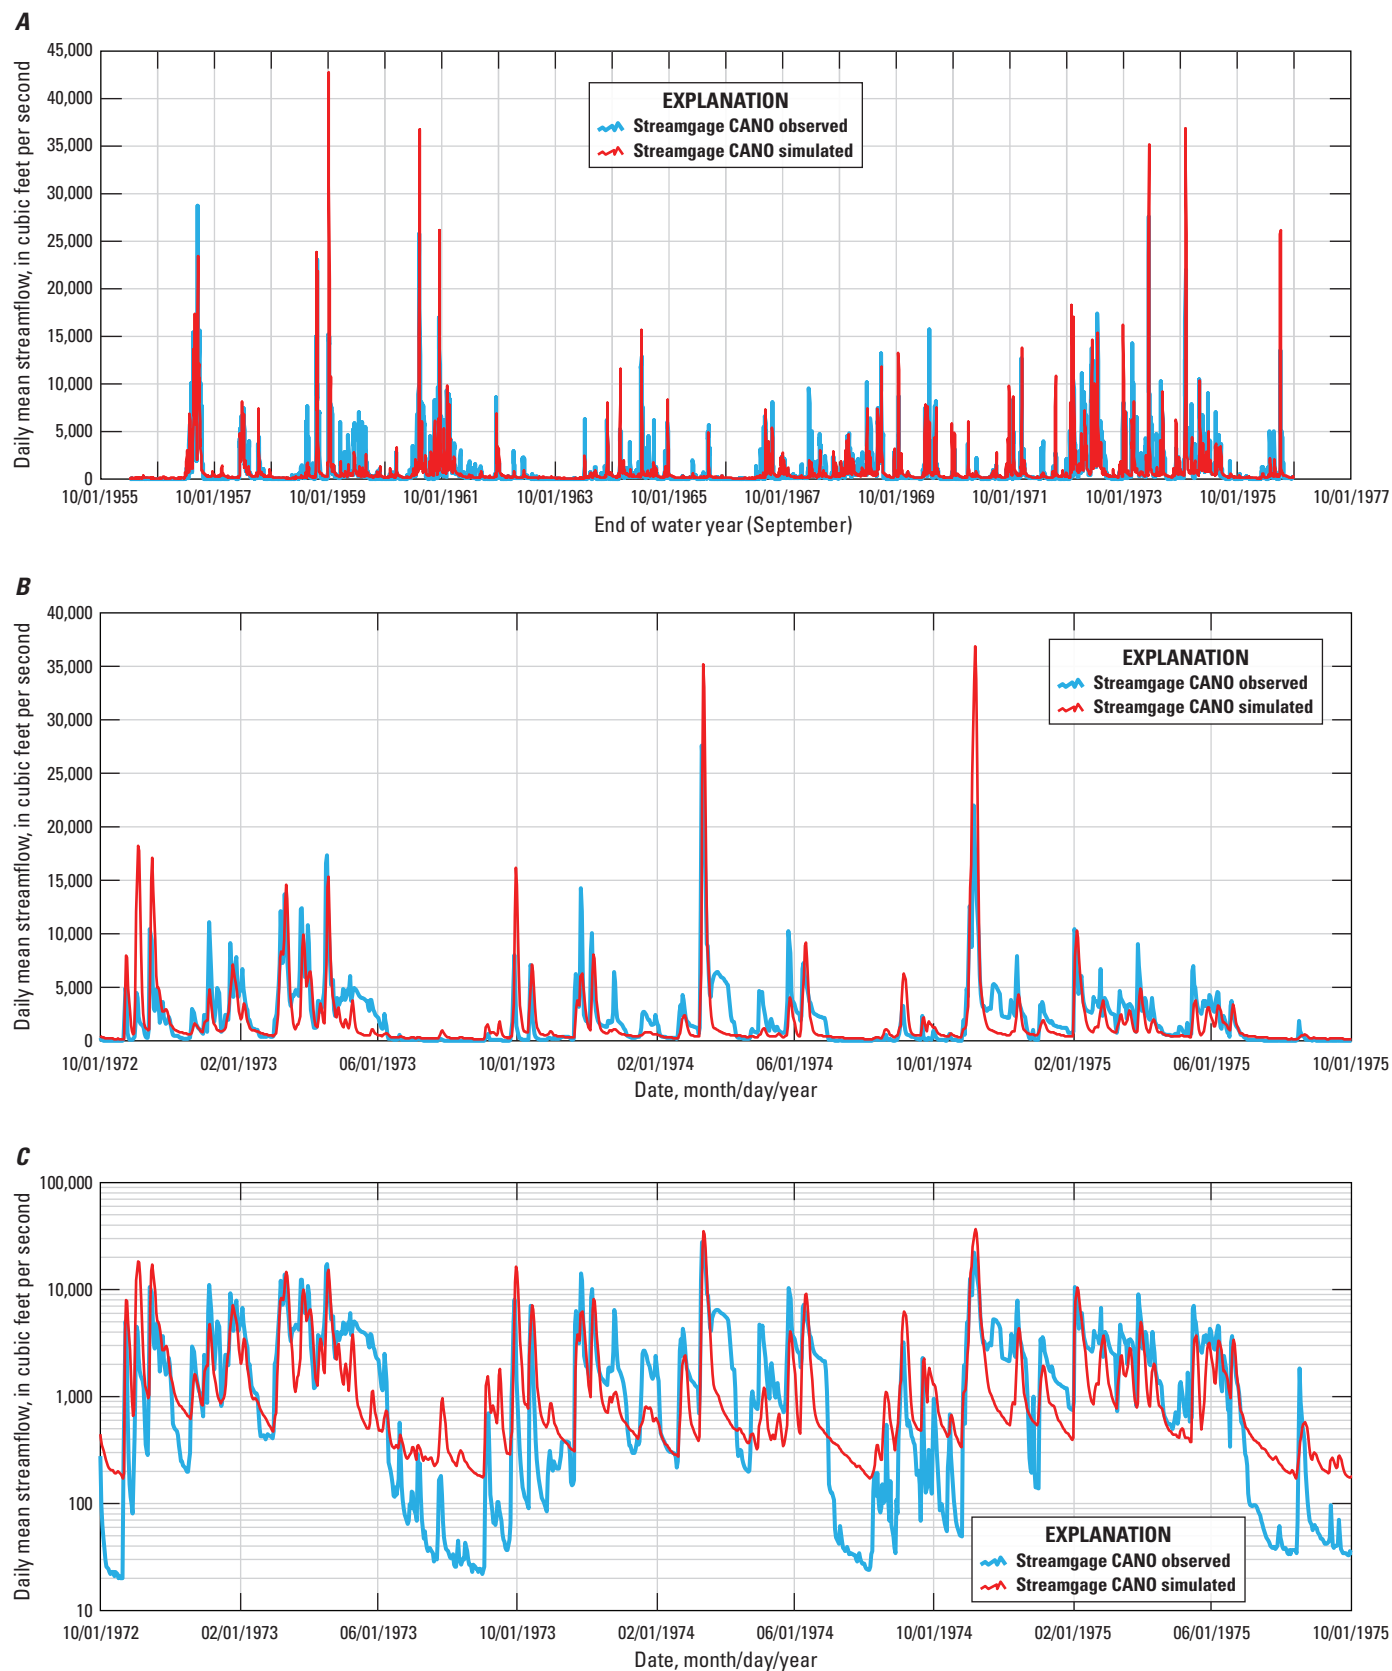 A
Daily mean streamflow, in cubic feet per second
45,000
40,000
35,000
30,000
25,000
20,000
15,000
10,000
5,000
0
EXPLANATION
Streamgage CANO observed
Streamgage CANO simulated
10/01/1955 10/01/1957 10/01/1959 10/01/1961 10/01/1963 10/01/1965 10/01/1967 10/01/1969 10/01/1971 10/01/1973 10/01/1975 10/01/1977
End of water year (September)
B
Daily mean streamflow, in cubic feet per second
40,000
35,000
30,000
25,000
20,000
15,000
10,000
5,000
0
EXPLANATION
Streamgage CANO observed
Streamgage CANO simulated
10/01/1972 02/01/1973 06/01/1973 10/01/1973 02/01/1974 06/01/1974 10/01/1974 02/01/1975 06/01/1975 10/01/1975
Date, month/day/year
C
Daily mean streamflow, in cubic feet per second
100,000
10,000
1,000
100
10
EXPLANATION
Streamgage CANO observed
Streamgage CANO simulated
10/01/1972 02/01/1973 06/01/1973 10/01/1973 02/01/1974 06/01/1974 10/01/1974 02/01/1975 06/01/1975 10/01/1975
Date, month/day/year